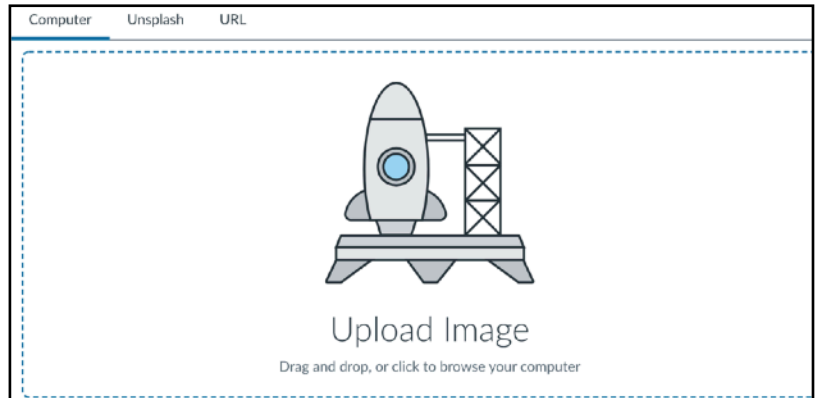 Computer Unsplash URL
Upload Image
Drag and drop, or click to browse your computer